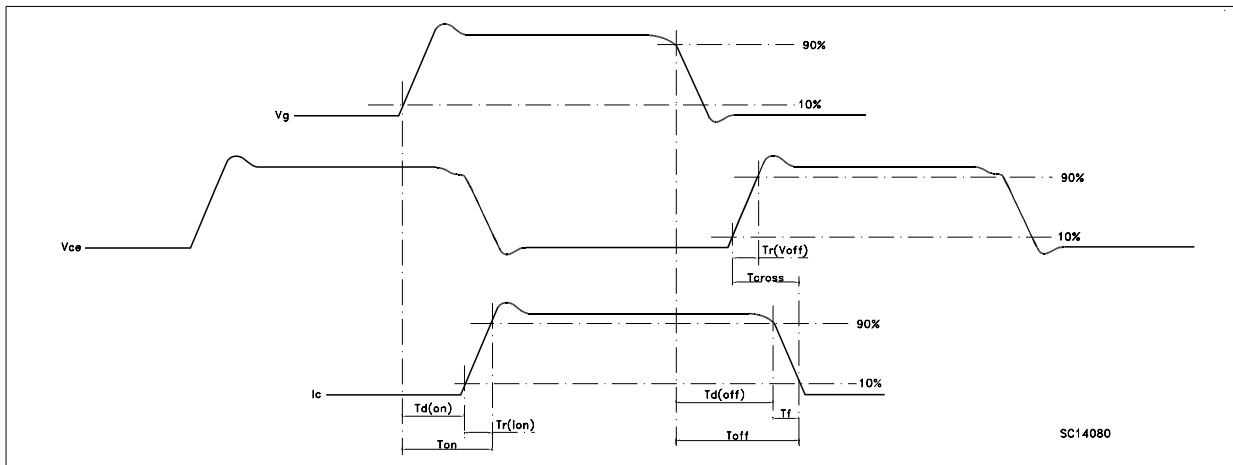 90%
10%
Vg
90%
Vce
10%
Tr(Voff)
Tcross
90%
10%
Ic
Td(on)
Td(off)
Tr(Ion)
Tf
Ton
Toff
SC14080